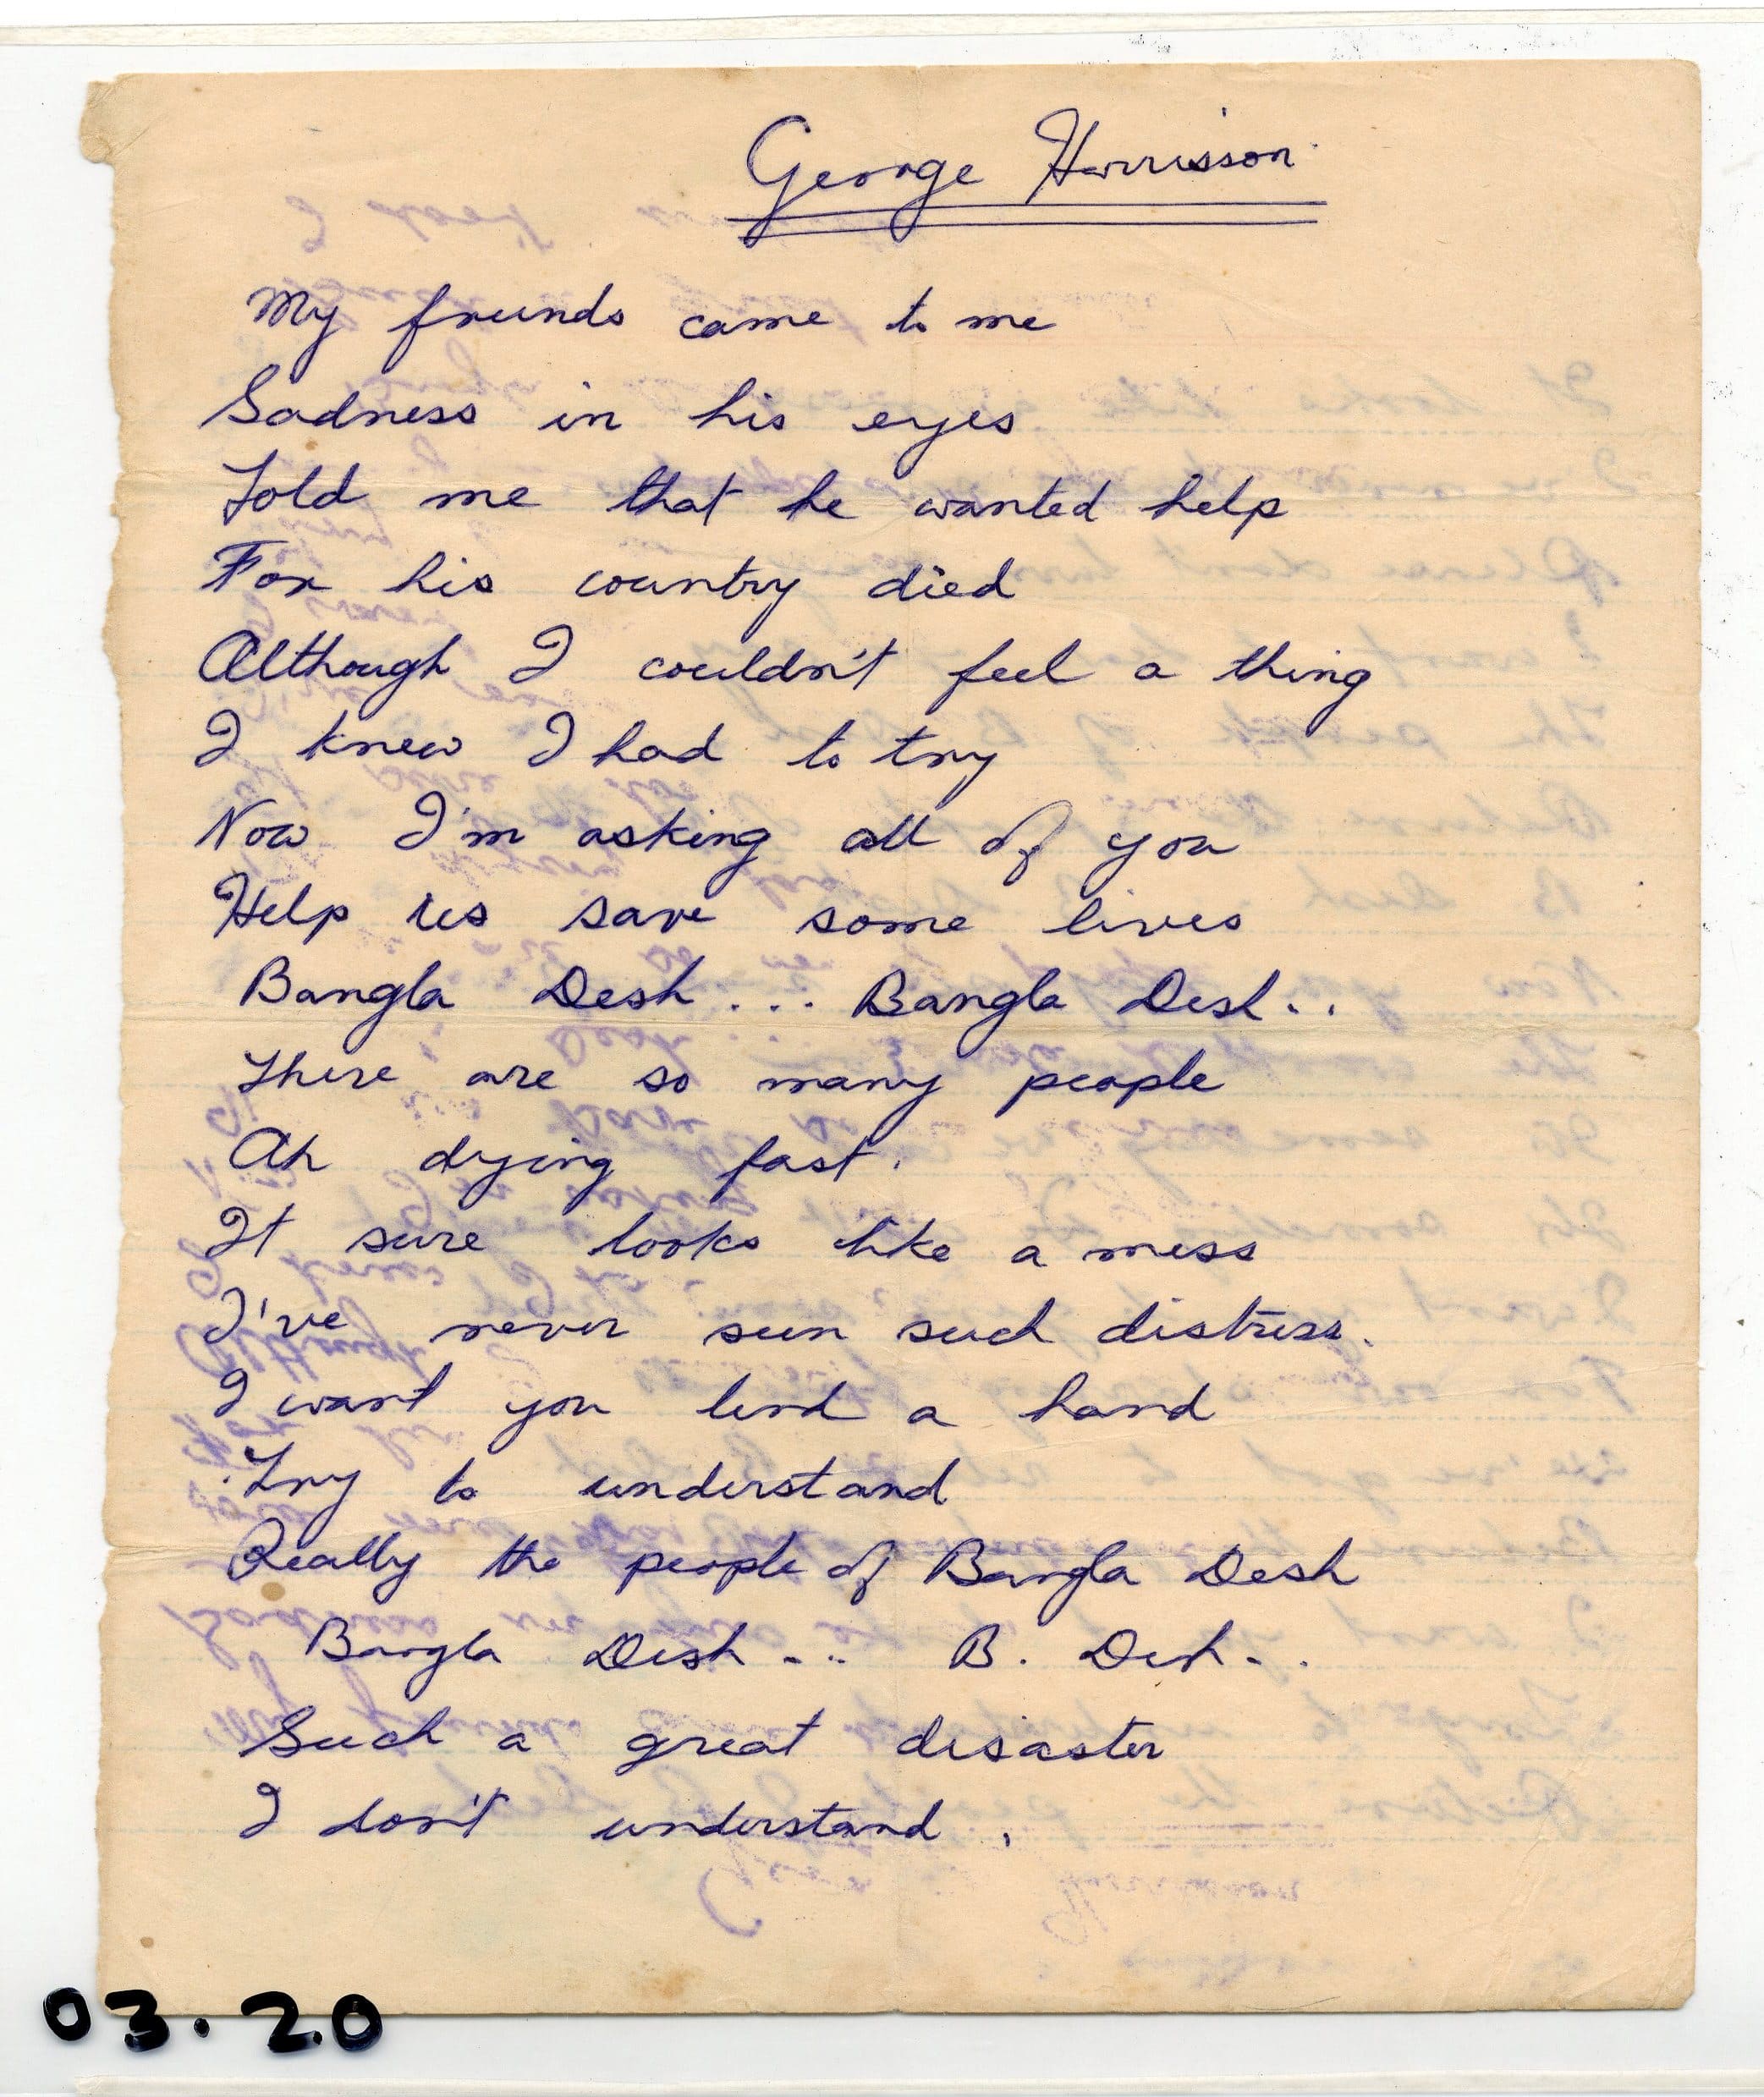 George Harrisson
My friends came to me
Sadness in his eyes
Told me that he wanted help
For his country died
Although I couldn't feel a thing
I knew I had to try
Now I'm asking all of you
Help us save some lives
Bangla Desh ... Bangla Desh..
There are so many people
Ah dying fast.
It sure looks like a mess
I've never seen such distress.
I want you lend a hand
Try to understand
Really the people of Bangla Desh
Bangla Desh ... B. Desh..
Such a great disaster
I don't understand.
03.20